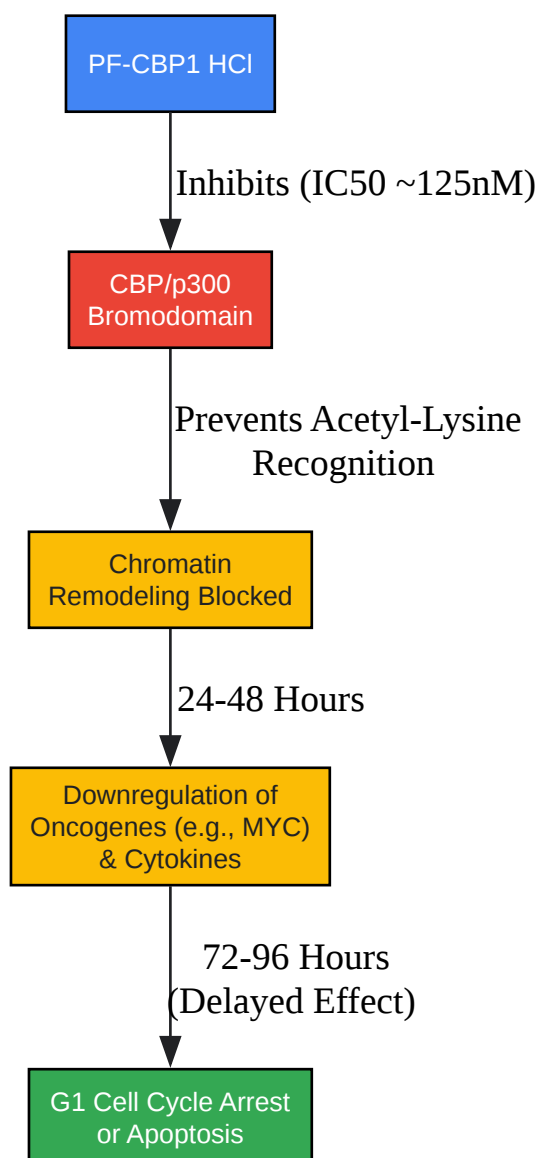 PF-CBP1 HCl
Inhibits (IC50 ~125nM)
CBP/p300
Bromodomain
Prevents Acetyl-Lysine
Recognition
Chromatin
Remodeling Blocked
24-48 Hours
Downregulation of
Oncogenes (e.g., MYC)
& Cytokines
72-96 Hours
(Delayed Effect)
G1 Cell Cycle Arrest
or Apoptosis